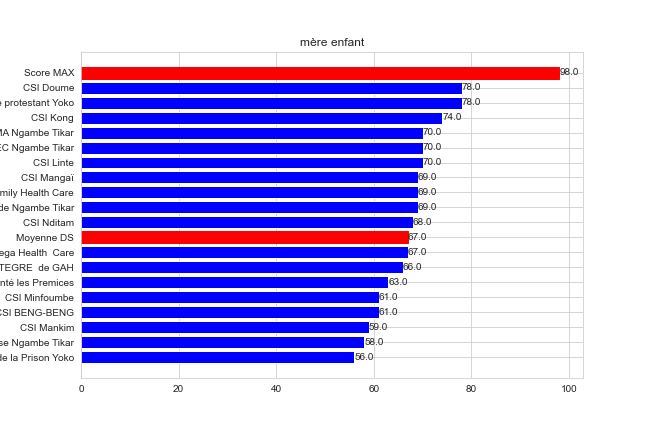 mère enfant
Score MAX 98.0
CSI Doume 78.0
e protestant Yoko 78.0
CSI Kong 74.0
MA Ngambe Tikar 70.0
EC Ngambe Tikar 70.0
CSI Linte 70.0
CSI Mangaï 69.0
mily Health Care 69.0
de Ngambe Tikar 69.0
CSI Nditam 68.0
Moyenne DS 67.0
ega Health Care 67.0
TEGRE de GAH 66.0
nté les Premices 63.0
CSI Minfoumbe 61.0
CSI BENG-BENG 61.0
CSI Mankim 59.0
se Ngambe Tikar 58.0
de la Prison Yoko 56.0
0 20 40 60 80 100